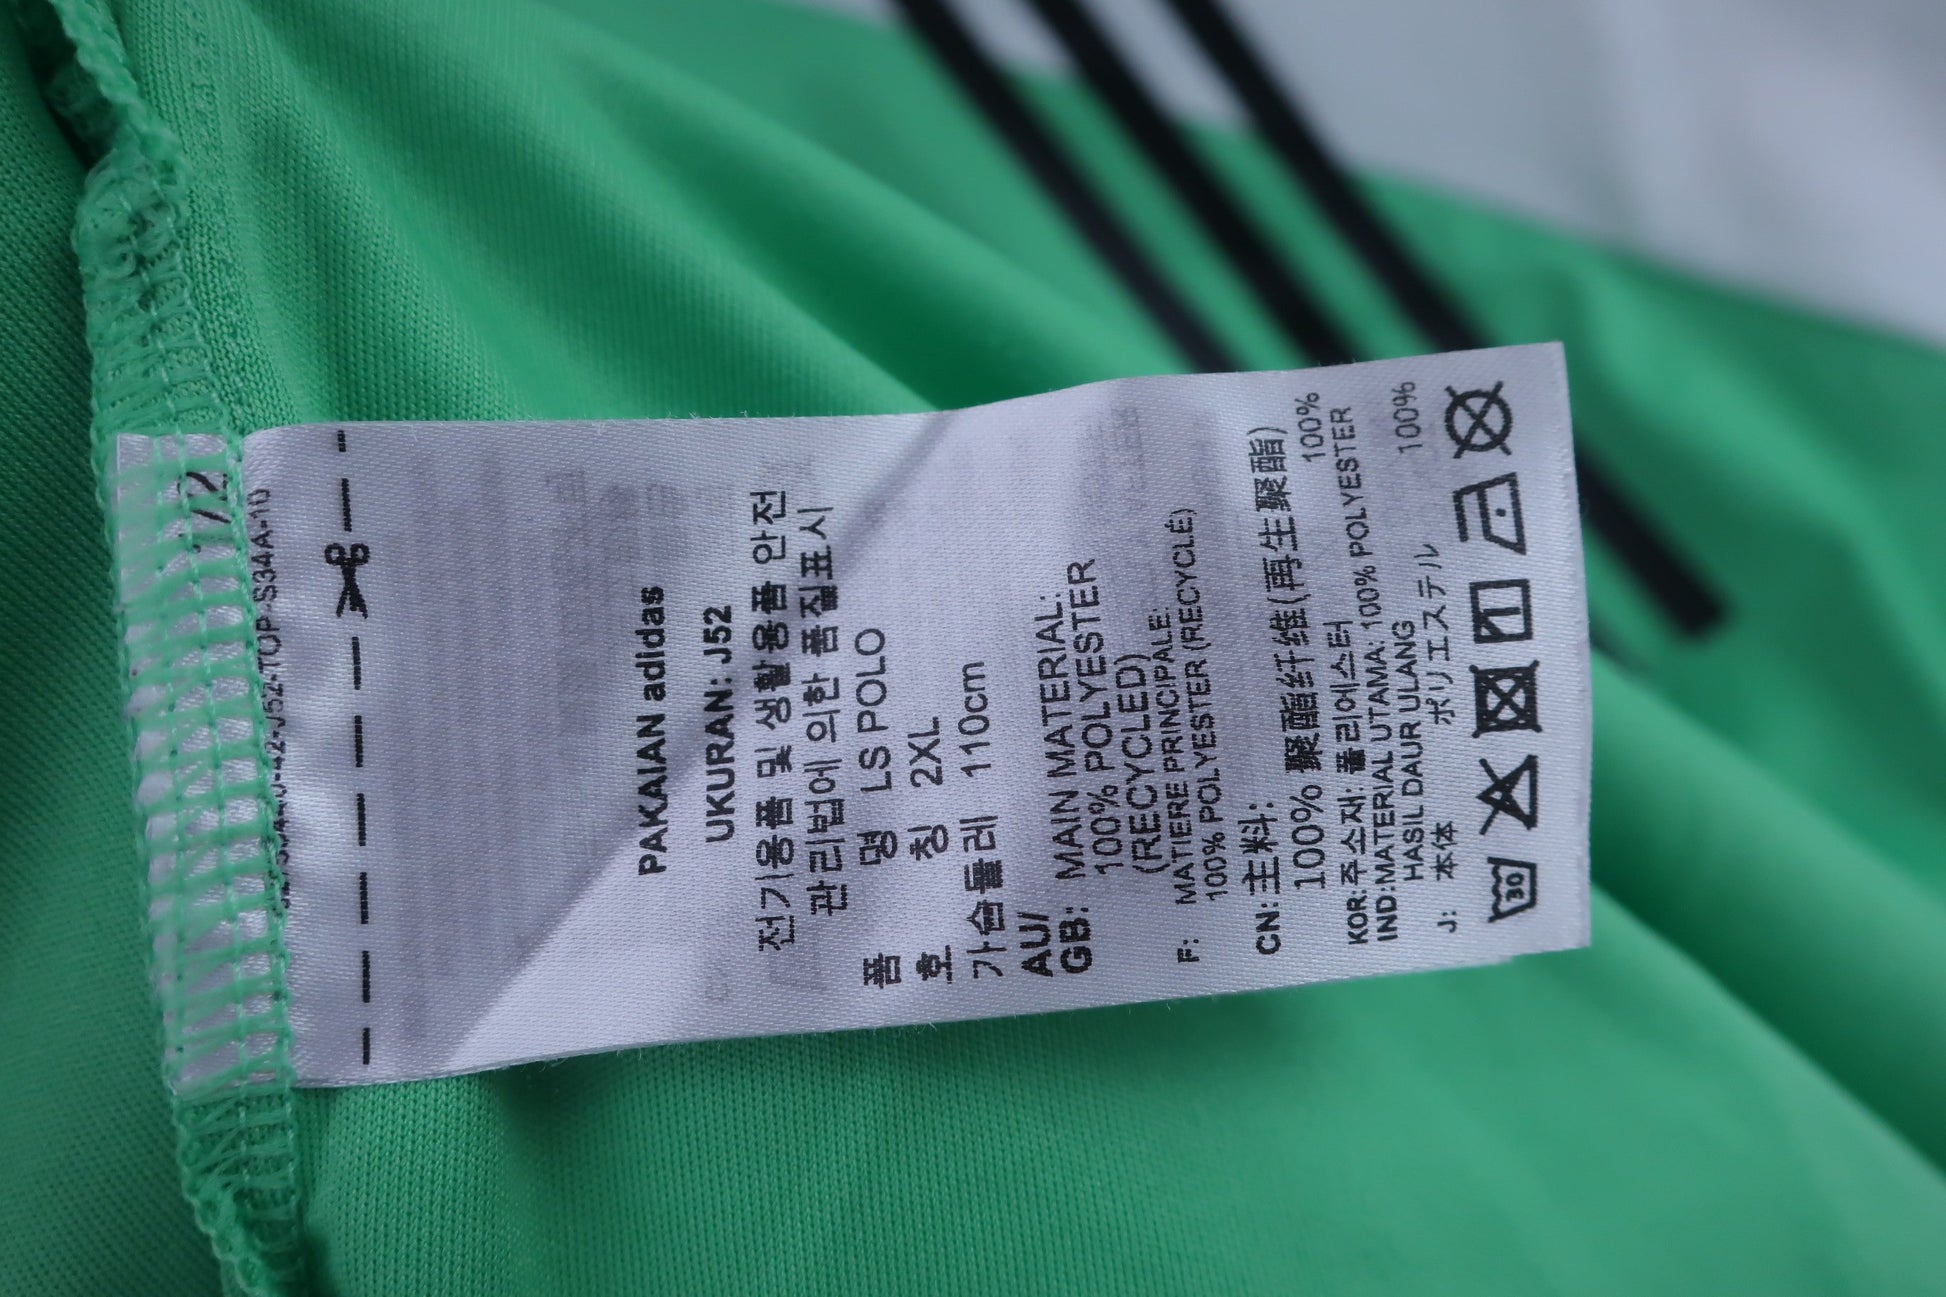 PAKAIAN adidas
UKURAN: J52
전기용품 및 생활용품 안전
관리법에 의한 품질표시
품 명 LS POLO
호 칭 2XL
가슴둘레 110cm
AU/
GB: MAIN MATERIAL:
100% POLYESTER
(RECYCLED)
F: MATIERE PRINCIPALE:
100% POLYESTER (RECYCLÉ)
CN: 主料:
100% 聚酯纤维(再生聚酯)
KOR: 주소재: 폴리에스터 100%
IND:MATERIAL UTAMA: 100% POLYESTER
HASIL DAUR ULANG
J: 本体 ポリエステル 100%
30